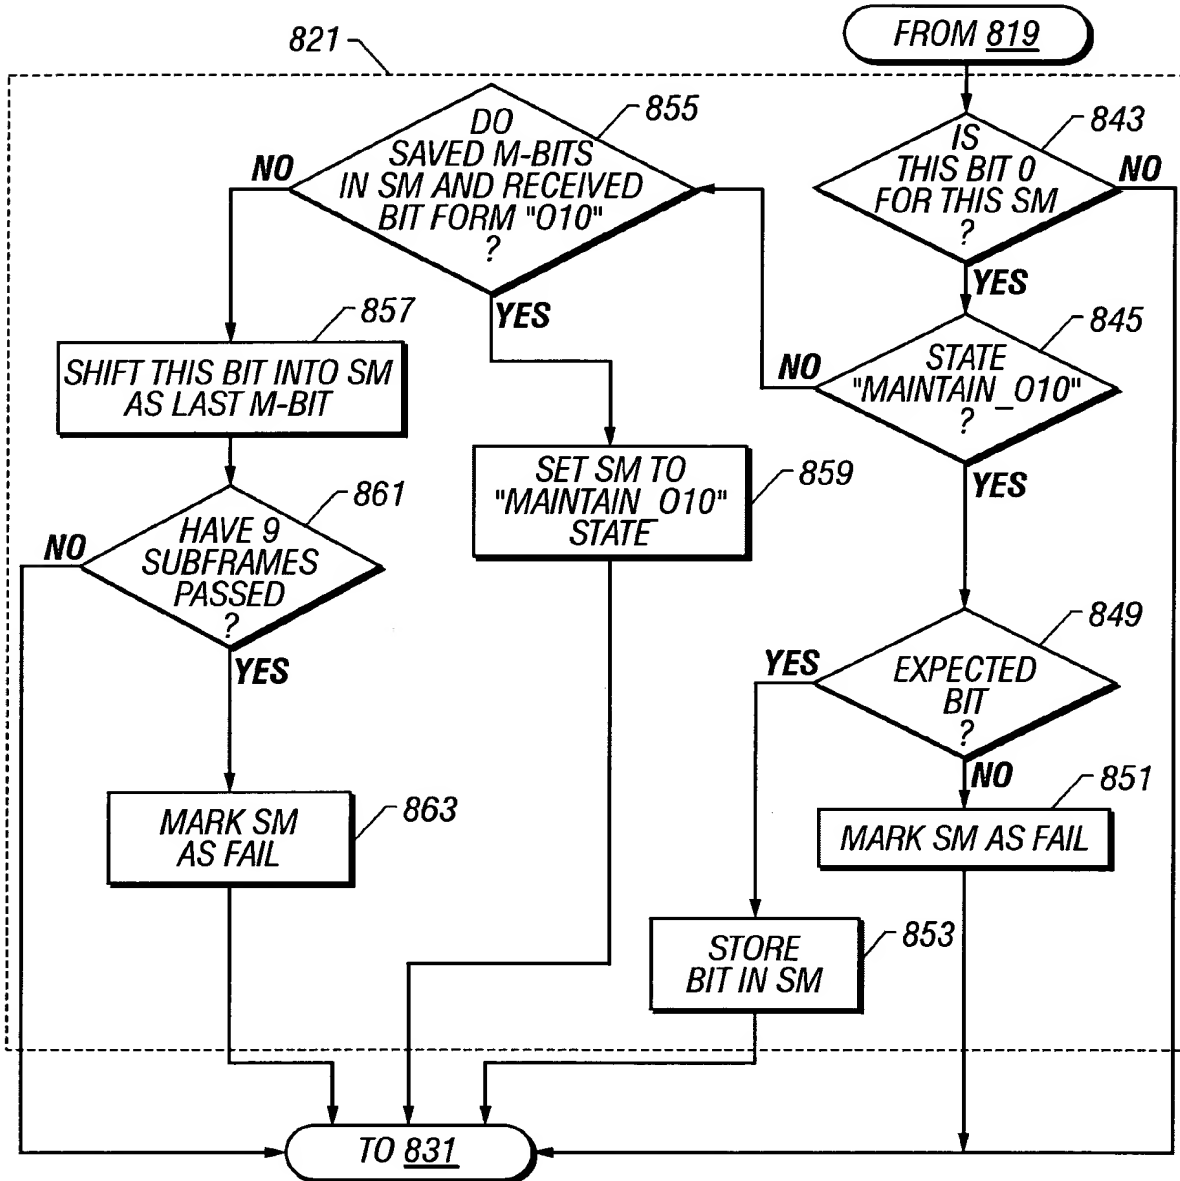 821
FROM 819
DO
SAVED M-BITS
IN SM AND RECEIVED
BIT FORM "O10"
?
855
NO
YES
IS
THIS BIT 0
FOR THIS SM
?
843
NO
YES
857
SHIFT THIS BIT INTO SM
AS LAST M-BIT
STATE
"MAINTAIN_O10"
?
845
NO
YES
SET SM TO
"MAINTAIN_O10"
STATE
859
861
HAVE 9
SUBFRAMES
PASSED
?
NO
YES
EXPECTED
BIT
?
849
YES
NO
MARK SM
AS FAIL
863
851
MARK SM AS FAIL
STORE
BIT IN SM
853
TO 831